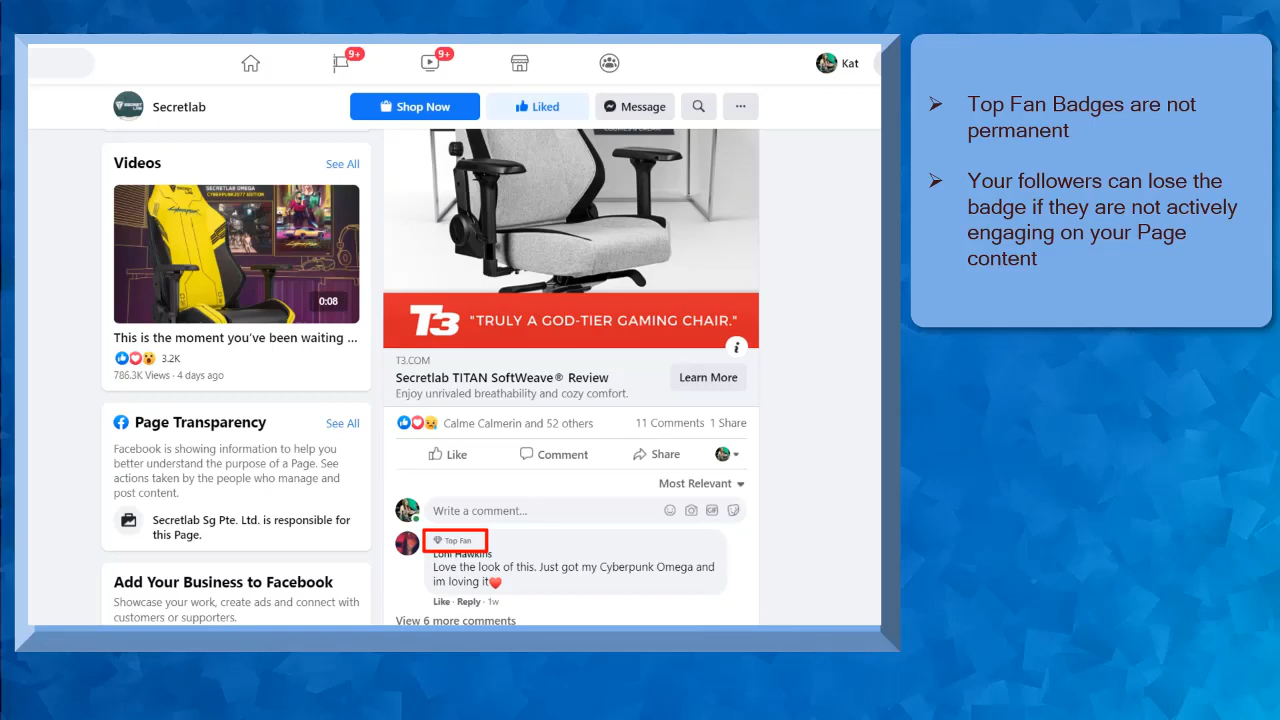 9+
9+
Kat
Secretlab
Shop Now
Liked
Message
Videos
See All
SECRETLAB OMEGA
CYBERPUNK 2077 EDITION
0:08
This is the moment you've been waiting ...
3.2K
786.3K Views · 4 days ago
Page Transparency
See All
Facebook is showing information to help you
better understand the purpose of a Page. See
actions taken by the people who manage and
post content.
Secretlab Sg Pte. Ltd. is responsible for
this Page.
Add Your Business to Facebook
Showcase your work, create ads and connect with
customers or supporters.
T3 "TRULY A GOD-TIER GAMING CHAIR."
T3.COM
Secretlab TITAN SoftWeave® Review
Learn More
Enjoy unrivaled breathability and cozy comfort.
Calme Calmerin and 52 others
11 Comments 1 Share
Like
Comment
Share
Most Relevant
Write a comment...
GIF
Top Fan
Loni Hawkins
Love the look of this. Just got my Cyberpunk Omega and
im loving it❤
Like · Reply · 1w
View 6 more comments
➢ Top Fan Badges are not
permanent
➢ Your followers can lose the
badge if they are not actively
engaging on your Page
content